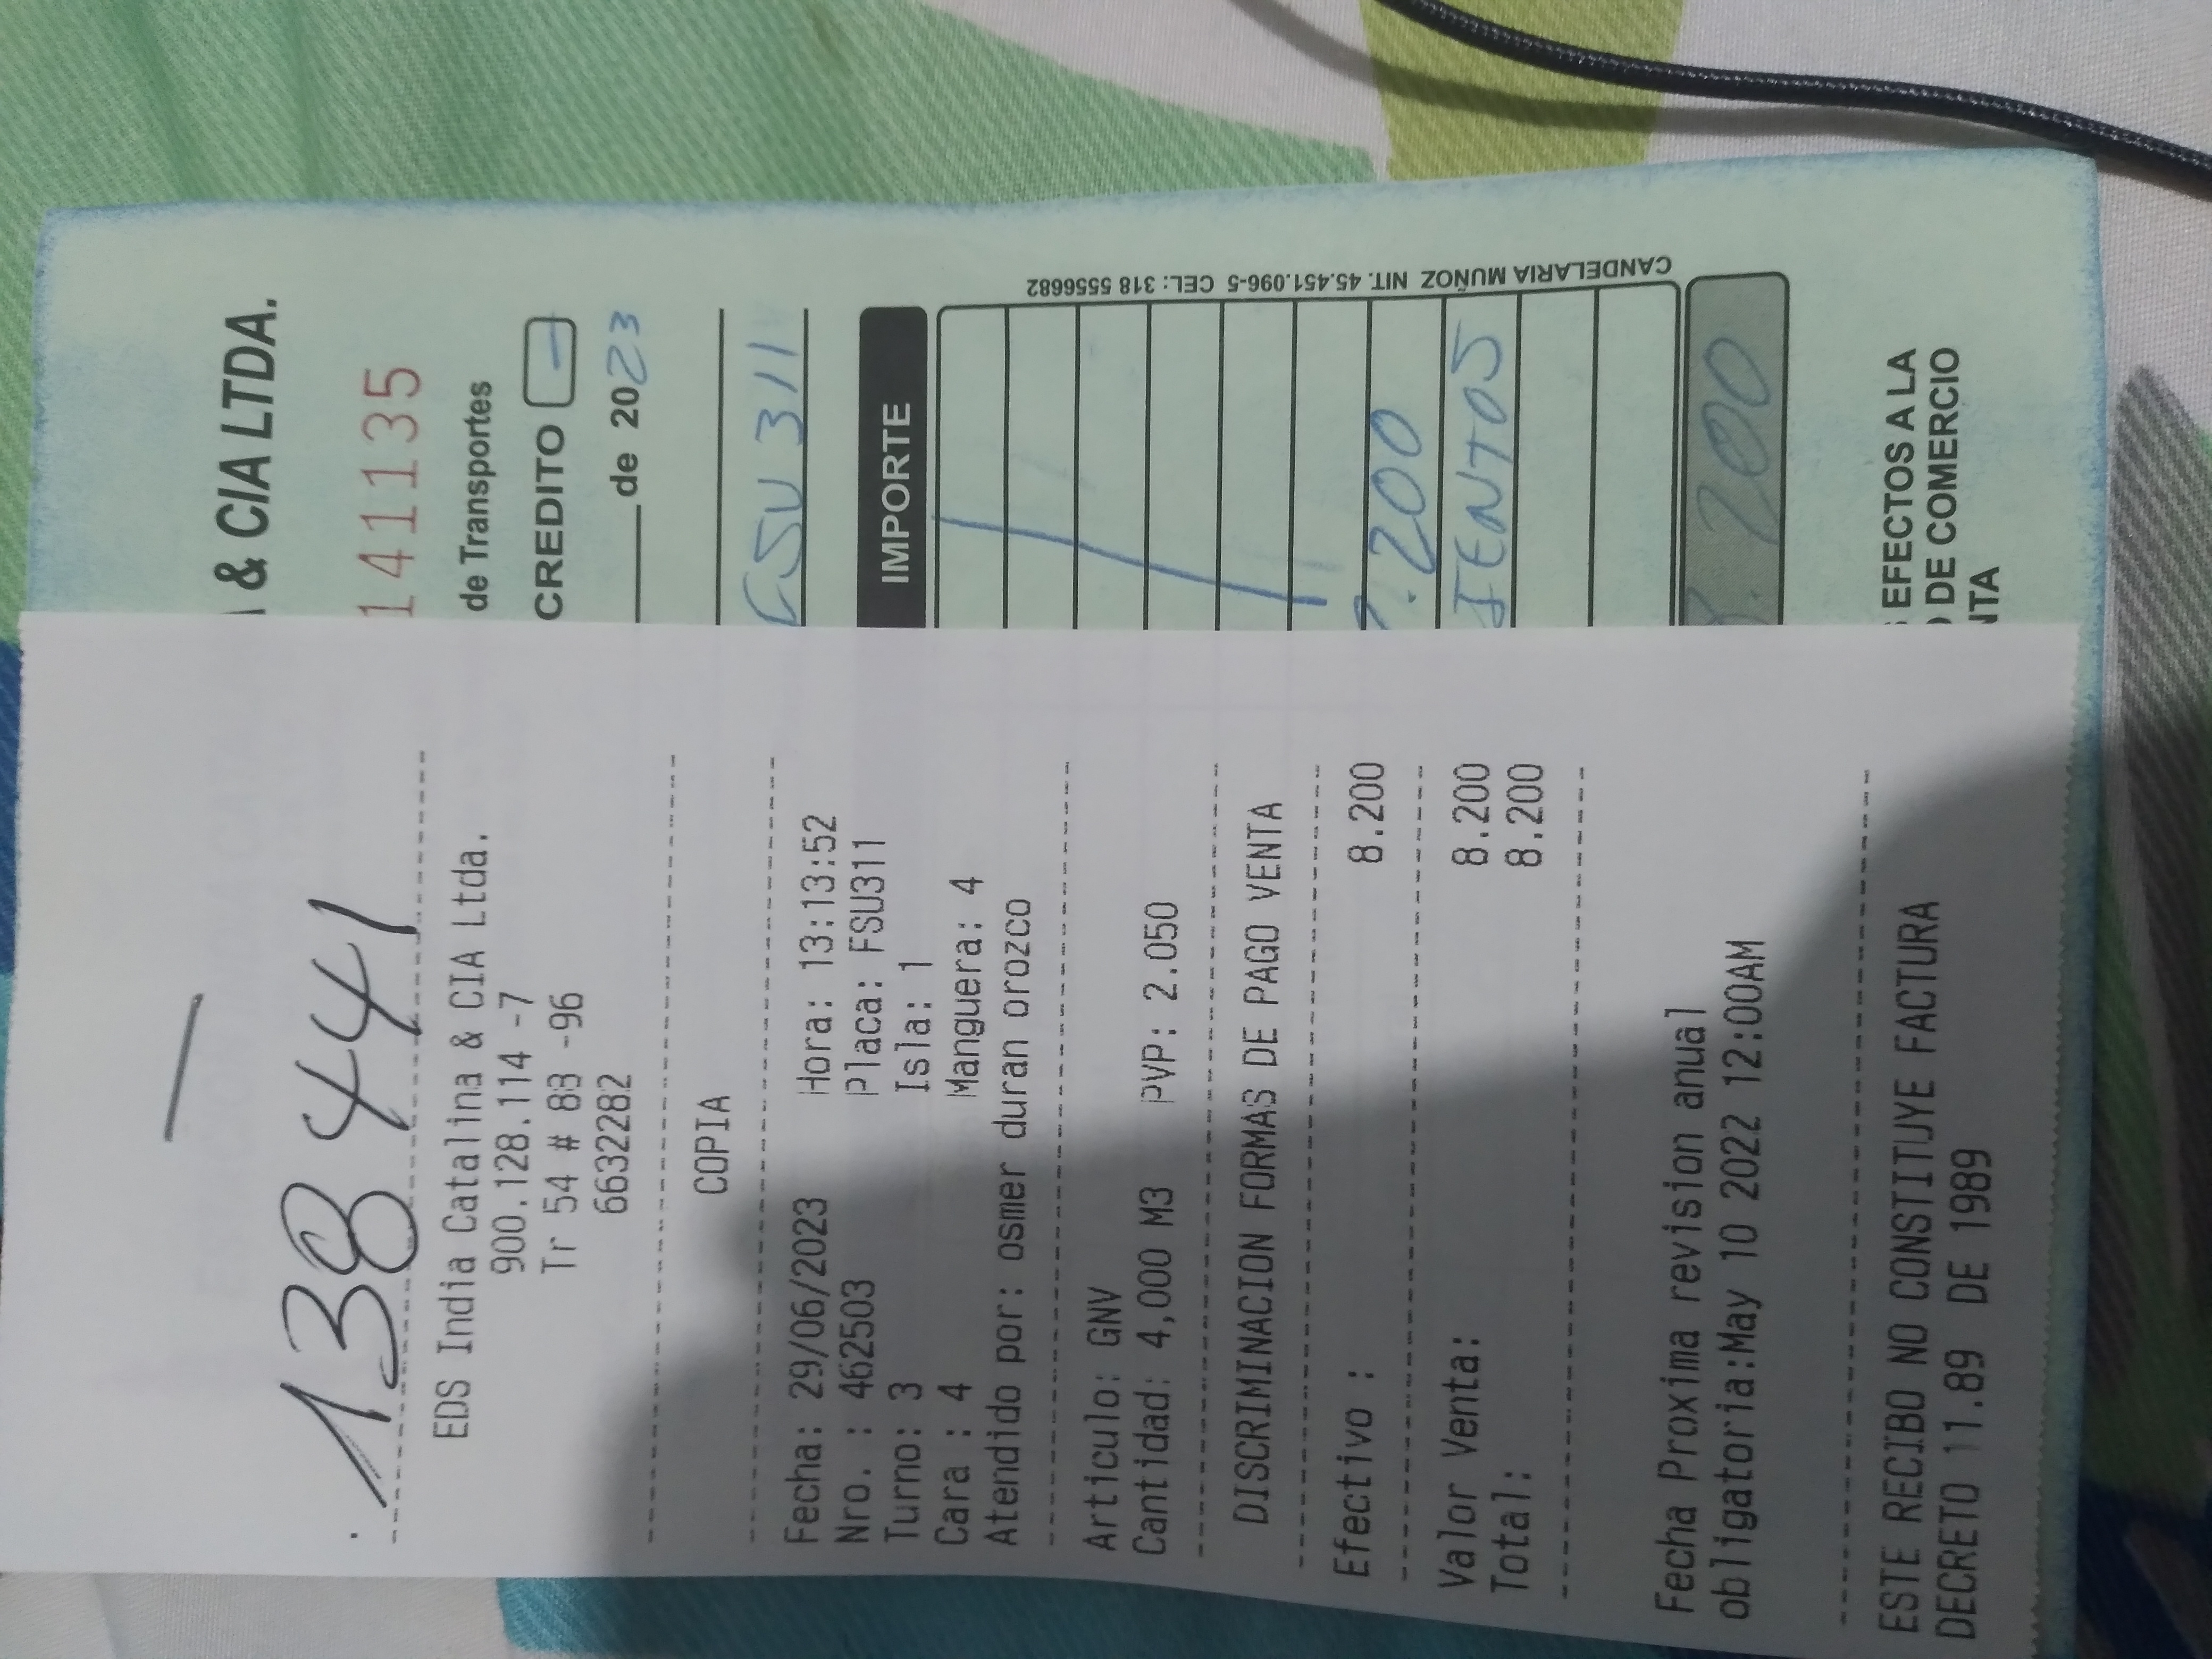 138441
EDS India Catalina & CIA Ltda.
900.128.114 -7
Tr 54 # 83 -96
6632282
COPIA
Fecha: 29/06/2023 Hora: 13:13:52
Nro. : 462503 Placa: FSU311
Turno: 3 Isla: 1
Cara : 4 Manguera: 4
Atendido por: osmer duran orozco
Articulo: GNV
Cantidad: 4,000 M3 PVP: 2.050
DISCRIMINACION FORMAS DE PAGO VENTA
Efectivo : 8.200
Valor Venta: 8.200
Total: 8.200
Fecha Proxima revision anual
obligatoria:May 10 2022 12:00AM
ESTE RECIBO NO CONSTITUYE FACTURA
DECRETO 11.89 DE 1989
& CIA LTDA.
141135
de Transportes
CREDITO
de 2023
FSU 311
IMPORTE
.200
IENTOS
8.200
EFECTOS A LA
DE COMERCIO
NTA
CANDELARIA MUÑOZ NIT. 45.451.096-5 CEL: 318 5556682